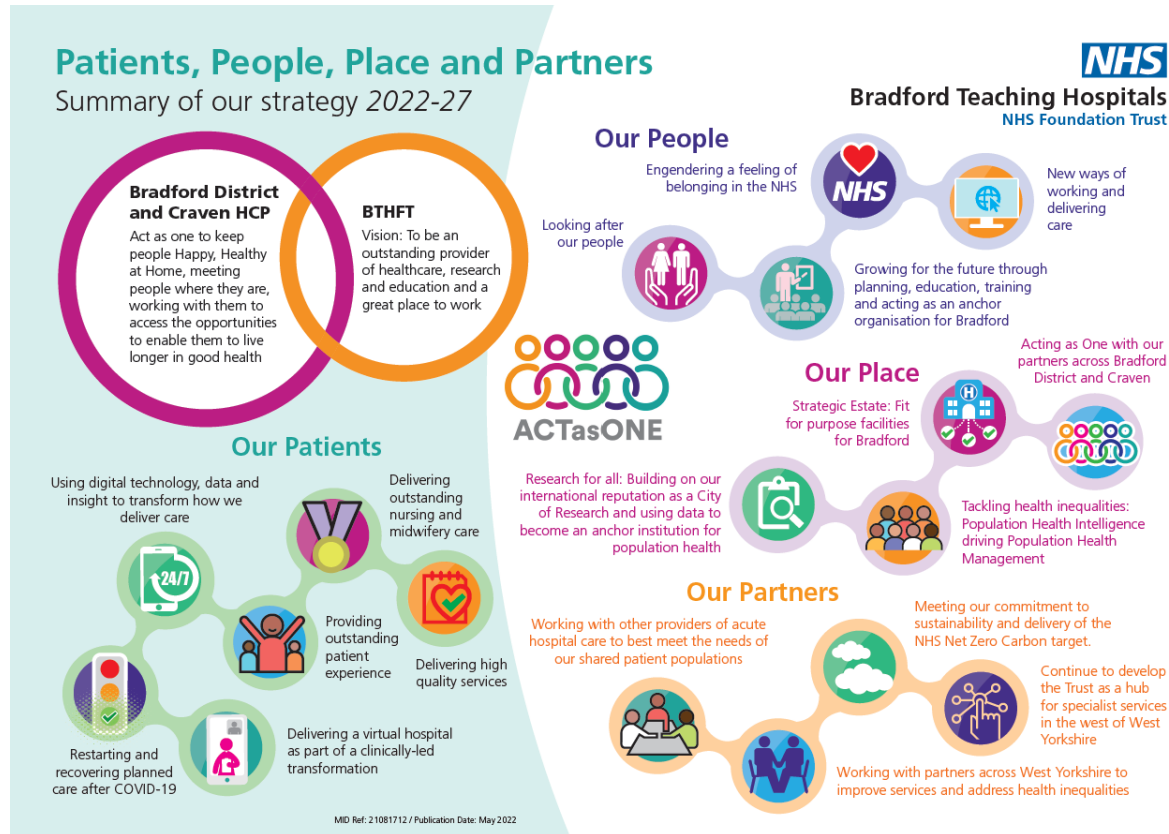 Patients, People, Place and Partners
Summary of our strategy 2022-27
NHS
Bradford Teaching Hospitals
NHS Foundation Trust
Bradford District
and Craven HCP
Act as one to keep
people Happy, Healthy
at Home, meeting
people where they are,
working with them to
access the opportunities
to enable them to live
longer in good health
BTHFT
Vision: To be an
outstanding provider
of healthcare, research
and education and a
great place to work
ACTasONE
Our People
Engendering a feeling of
belonging in the NHS
NHS
New ways of
working and
delivering
care
Looking after
our people
Growing for the future through
planning, education, training
and acting as an anchor
organisation for Bradford
Our Place
Acting as One with our
partners across Bradford
District and Craven
Strategic Estate: Fit
for purpose facilities
for Bradford
H
Research for all: Building on our
international reputation as a City
of Research and using data to
become an anchor institution for
population health
Tackling health inequalities:
Population Health Intelligence
driving Population Health
Management
Our Patients
Using digital technology, data and
insight to transform how we
deliver care
24/7
Delivering
outstanding
nursing and
midwifery care
Providing
outstanding
patient
experience
Delivering high
quality services
Restarting and
recovering planned
care after COVID-19
Delivering a virtual hospital
as part of a clinically-led
transformation
Our Partners
Working with other providers of acute
hospital care to best meet the needs of
our shared patient populations
Meeting our commitment to
sustainability and delivery of the
NHS Net Zero Carbon target.
Continue to develop
the Trust as a hub
for specialist services
in the west of West
Yorkshire
Working with partners across West Yorkshire to
improve services and address health inequalities
MID Ref: 21081712 / Publication Date: May 2022